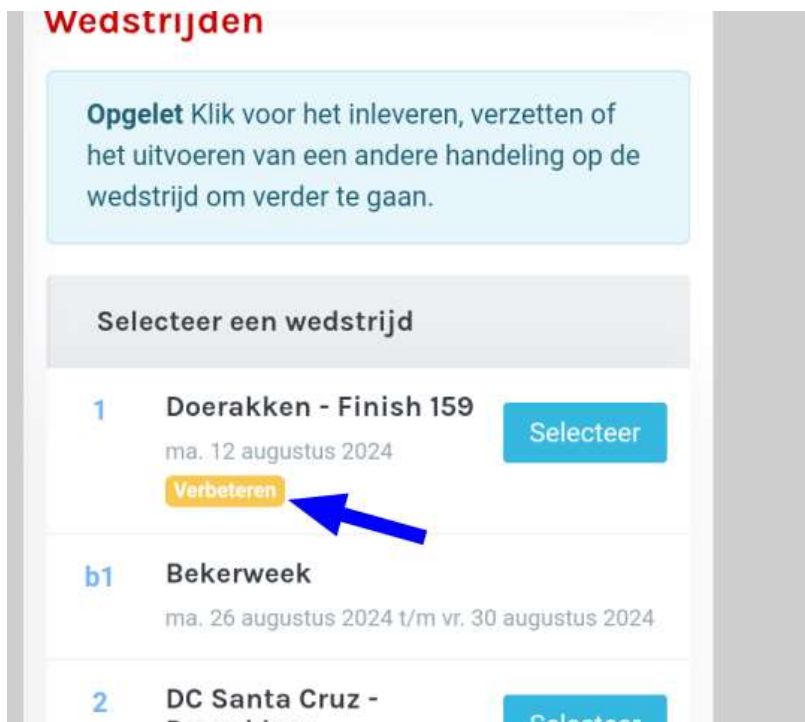 Wedstrijden
Opgelet Klik voor het inleveren, verzetten of
het uitvoeren van een andere handeling op de
wedstrijd om verder te gaan.
Selecteer een wedstrijd
1 Doerakken - Finish 159 Selecteer
ma. 12 augustus 2024
Verbeteren
b1 Bekerweek
ma. 26 augustus 2024 t/m vr. 30 augustus 2024
2 DC Santa Cruz - Selecteer